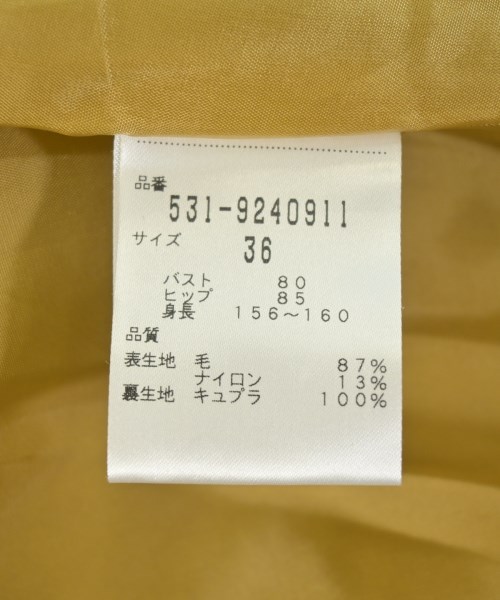 品番
531-9240911
サイズ
36
バスト 80
ヒップ 85
身長 156〜160
品質
表生地 毛 87%
ナイロン 13%
裏生地 キュプラ 100%